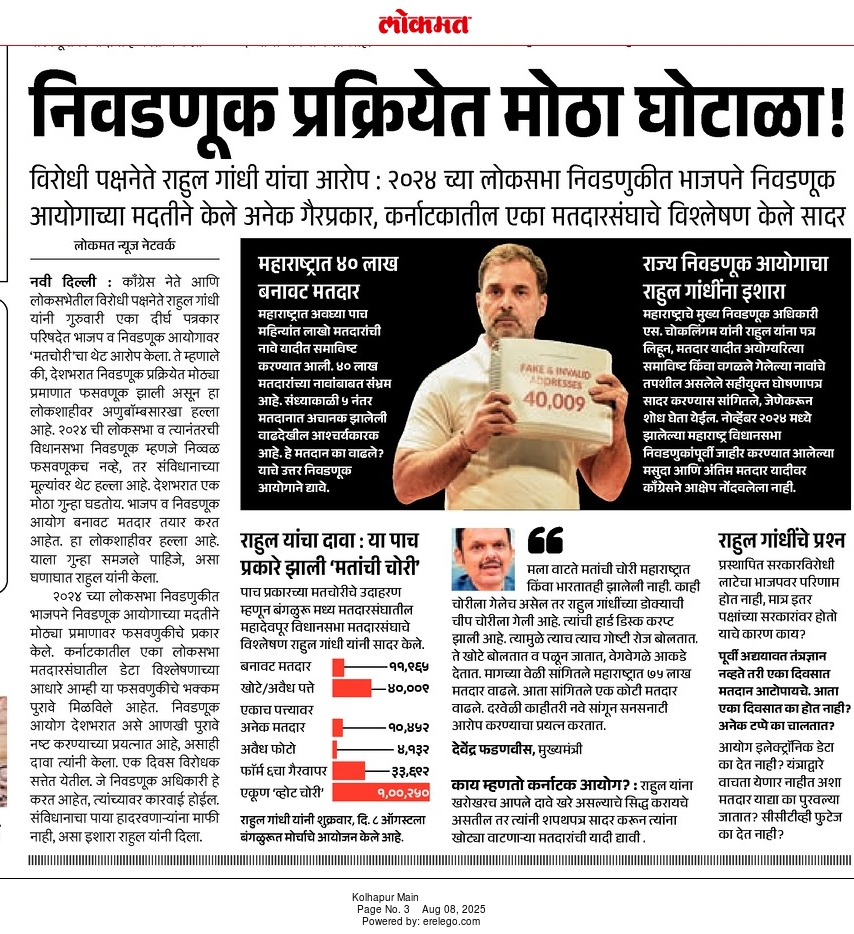 लोकमत
निवडणूक प्रक्रियेत मोठा घोटाळा!
विरोधी पक्षनेते राहुल गांधी यांचा आरोप : २०२४ च्या लोकसभा निवडणुकीत भाजपने निवडणूक
आयोगाच्या मदतीने केले अनेक गैरप्रकार, कर्नाटकातील एका मतदारसंघाचे विश्लेषण केले सादर
लोकमत न्यूज नेटवर्क
नवी दिल्ली : काँग्रेस नेते आणि
लोकसभेतील विरोधी पक्षनेते राहुल गांधी
यांनी गुरुवारी एका दीर्घ पत्रकार
परिषदेत भाजप व निवडणूक आयोगावर
‘मतचोरी’चा थेट आरोप केला. ते म्हणाले
की, देशभरात निवडणूक प्रक्रियेत मोठ्या
प्रमाणात फसवणूक झाली असून हा
लोकशाहीवर अणुबॉम्बसारखा हल्ला
आहे. २०२४ ची लोकसभा व त्यानंतरची
विधानसभा निवडणूक म्हणजे निव्वळ
फसवणूकच नव्हे, तर संविधानाच्या
मूल्यांवर थेट हल्ला आहे. देशभरात एक
मोठा गुन्हा घडतोय. भाजप व निवडणूक
आयोग बनावट मतदार तयार करत
आहेत. हा लोकशाहीवर हल्ला आहे.
याला गुन्हा समजले पाहिजे, असा
घणाघात राहुल यांनी केला.
२०२४ च्या लोकसभा निवडणुकीत
भाजपने निवडणूक आयोगाच्या मदतीने
मोठ्या प्रमाणावर फसवणुकीचे प्रकार
केले. कर्नाटकातील एका लोकसभा
मतदारसंघातील डेटा विश्लेषणाच्या
आधारे आम्ही या फसवणुकीचे भक्कम
पुरावे मिळविले आहेत. निवडणूक
आयोग देशभरात असे आणखी पुरावे
नष्ट करण्याच्या प्रयत्नात आहे, असाही
दावा त्यांनी केला. एक दिवस विरोधक
सत्तेत येतील. जे निवडणूक अधिकारी हे
करत आहेत, त्यांच्यावर कारवाई होईल.
संविधानाचा पाया हादरवणाऱ्यांना माफी
नाही, असा इशारा राहुल यांनी दिला.
महाराष्ट्रात ४० लाख
बनावट मतदार
महाराष्ट्रात अवघ्या पाच
महिन्यांत लाखो मतदारांची
नावे यादीत समाविष्ट
करण्यात आली. ४० लाख
मतदारांच्या नावांबाबत संभ्रम
आहे. संध्याकाळी ५ नंतर
मतदानात अचानक झालेली
वाढदेखील आश्चर्यकारक
आहे. हे मतदान का वाढले?
याचे उत्तर निवडणूक
आयोगाने द्यावे.
FAKE & INVALID
ADDRESSES
40,009
राज्य निवडणूक आयोगाचा
राहुल गांधींना इशारा
महाराष्ट्राचे मुख्य निवडणूक अधिकारी
एस. चोकलिंगम यांनी राहुल यांना पत्र
लिहून, मतदार यादीत अयोग्यरित्या
समाविष्ट किंवा वगळले गेलेल्या नावांचे
तपशील असलेले सहीयुक्त घोषणापत्र
सादर करण्यास सांगितले, जेणेकरून
शोध घेता येईल. नोव्हेंबर २०२४ मध्ये
झालेल्या महाराष्ट्र विधानसभा
निवडणुकांपूर्वी जाहीर करण्यात आलेल्या
मसुदा आणि अंतिम मतदार यादीवर
काँग्रेसने आक्षेप नोंदवलेला नाही.
राहुल यांचा दावा : या पाच
प्रकारे झाली ‘मतांची चोरी’
पाच प्रकारच्या मतचोरीचे उदाहरण
म्हणून बंगळुरू मध्य मतदारसंघातील
महादेवपूर विधानसभा मतदारसंघाचे
विश्लेषण राहुल गांधी यांनी सादर केले.
बनावट मतदार ११,९६५
खोटे/अवैध पत्ते ४०,००९
एकाच पत्त्यावर
अनेक मतदार १०,४५२
अवैध फोटो ४,१३२
फॉर्म ६चा गैरवापर ३३,६९२
एकूण ‘व्होट चोरी’ १,००,२५०
राहुल गांधी यांनी शुक्रवार, दि. ८ ऑगस्टला
बंगळुरूत मोर्चाचे आयोजन केले आहे.
मला वाटते मतांची चोरी महाराष्ट्रात
किंवा भारतातही झालेली नाही. काही
चोरीला गेलेच असेल तर राहुल गांधींच्या डोक्याची
चीप चोरीला गेली आहे. त्यांची हार्ड डिस्क करप्ट
झाली आहे. त्यामुळे त्याच त्याच गोष्टी रोज बोलतात.
ते खोटे बोलतात व पळून जातात, वेगवेगळे आकडे
देतात. मागच्या वेळी सांगितले महाराष्ट्रात ७५ लाख
मतदार वाढले. आता सांगितले एक कोटी मतदार
वाढले. दरवेळी काहीतरी नवे सांगून सनसनाटी
आरोप करण्याचा प्रयत्न करतात.
देवेंद्र फडणवीस, मुख्यमंत्री
काय म्हणतो कर्नाटक आयोग? : राहुल यांना
खरोखरच आपले दावे खरे असल्याचे सिद्ध करायचे
असतील तर त्यांनी शपथपत्र सादर करून त्यांना
खोट्या वाटणाऱ्या मतदारांची यादी द्यावी .
राहुल गांधींचे प्रश्न
प्रस्थापित सरकारविरोधी
लाटेचा भाजपवर परिणाम
होत नाही, मात्र इतर
पक्षांच्या सरकारांवर होतो
याचे कारण काय?
पूर्वी अद्ययावत तंत्रज्ञान
नव्हते तरी एका दिवसात
मतदान आटोपायचे. आता
एका दिवसात का होत नाही?
अनेक टप्पे का चालतात?
आयोग इलेक्ट्रॉनिक डेटा
का देत नाही? यंत्राद्वारे
वाचता येणार नाहीत अशा
मतदार याद्या का पुरवल्या
जातात? सीसीटीव्ही फुटेज
का देत नाही?
Kolhapur Main
Page No. 3 Aug 08, 2025
Powered by: erelego.com